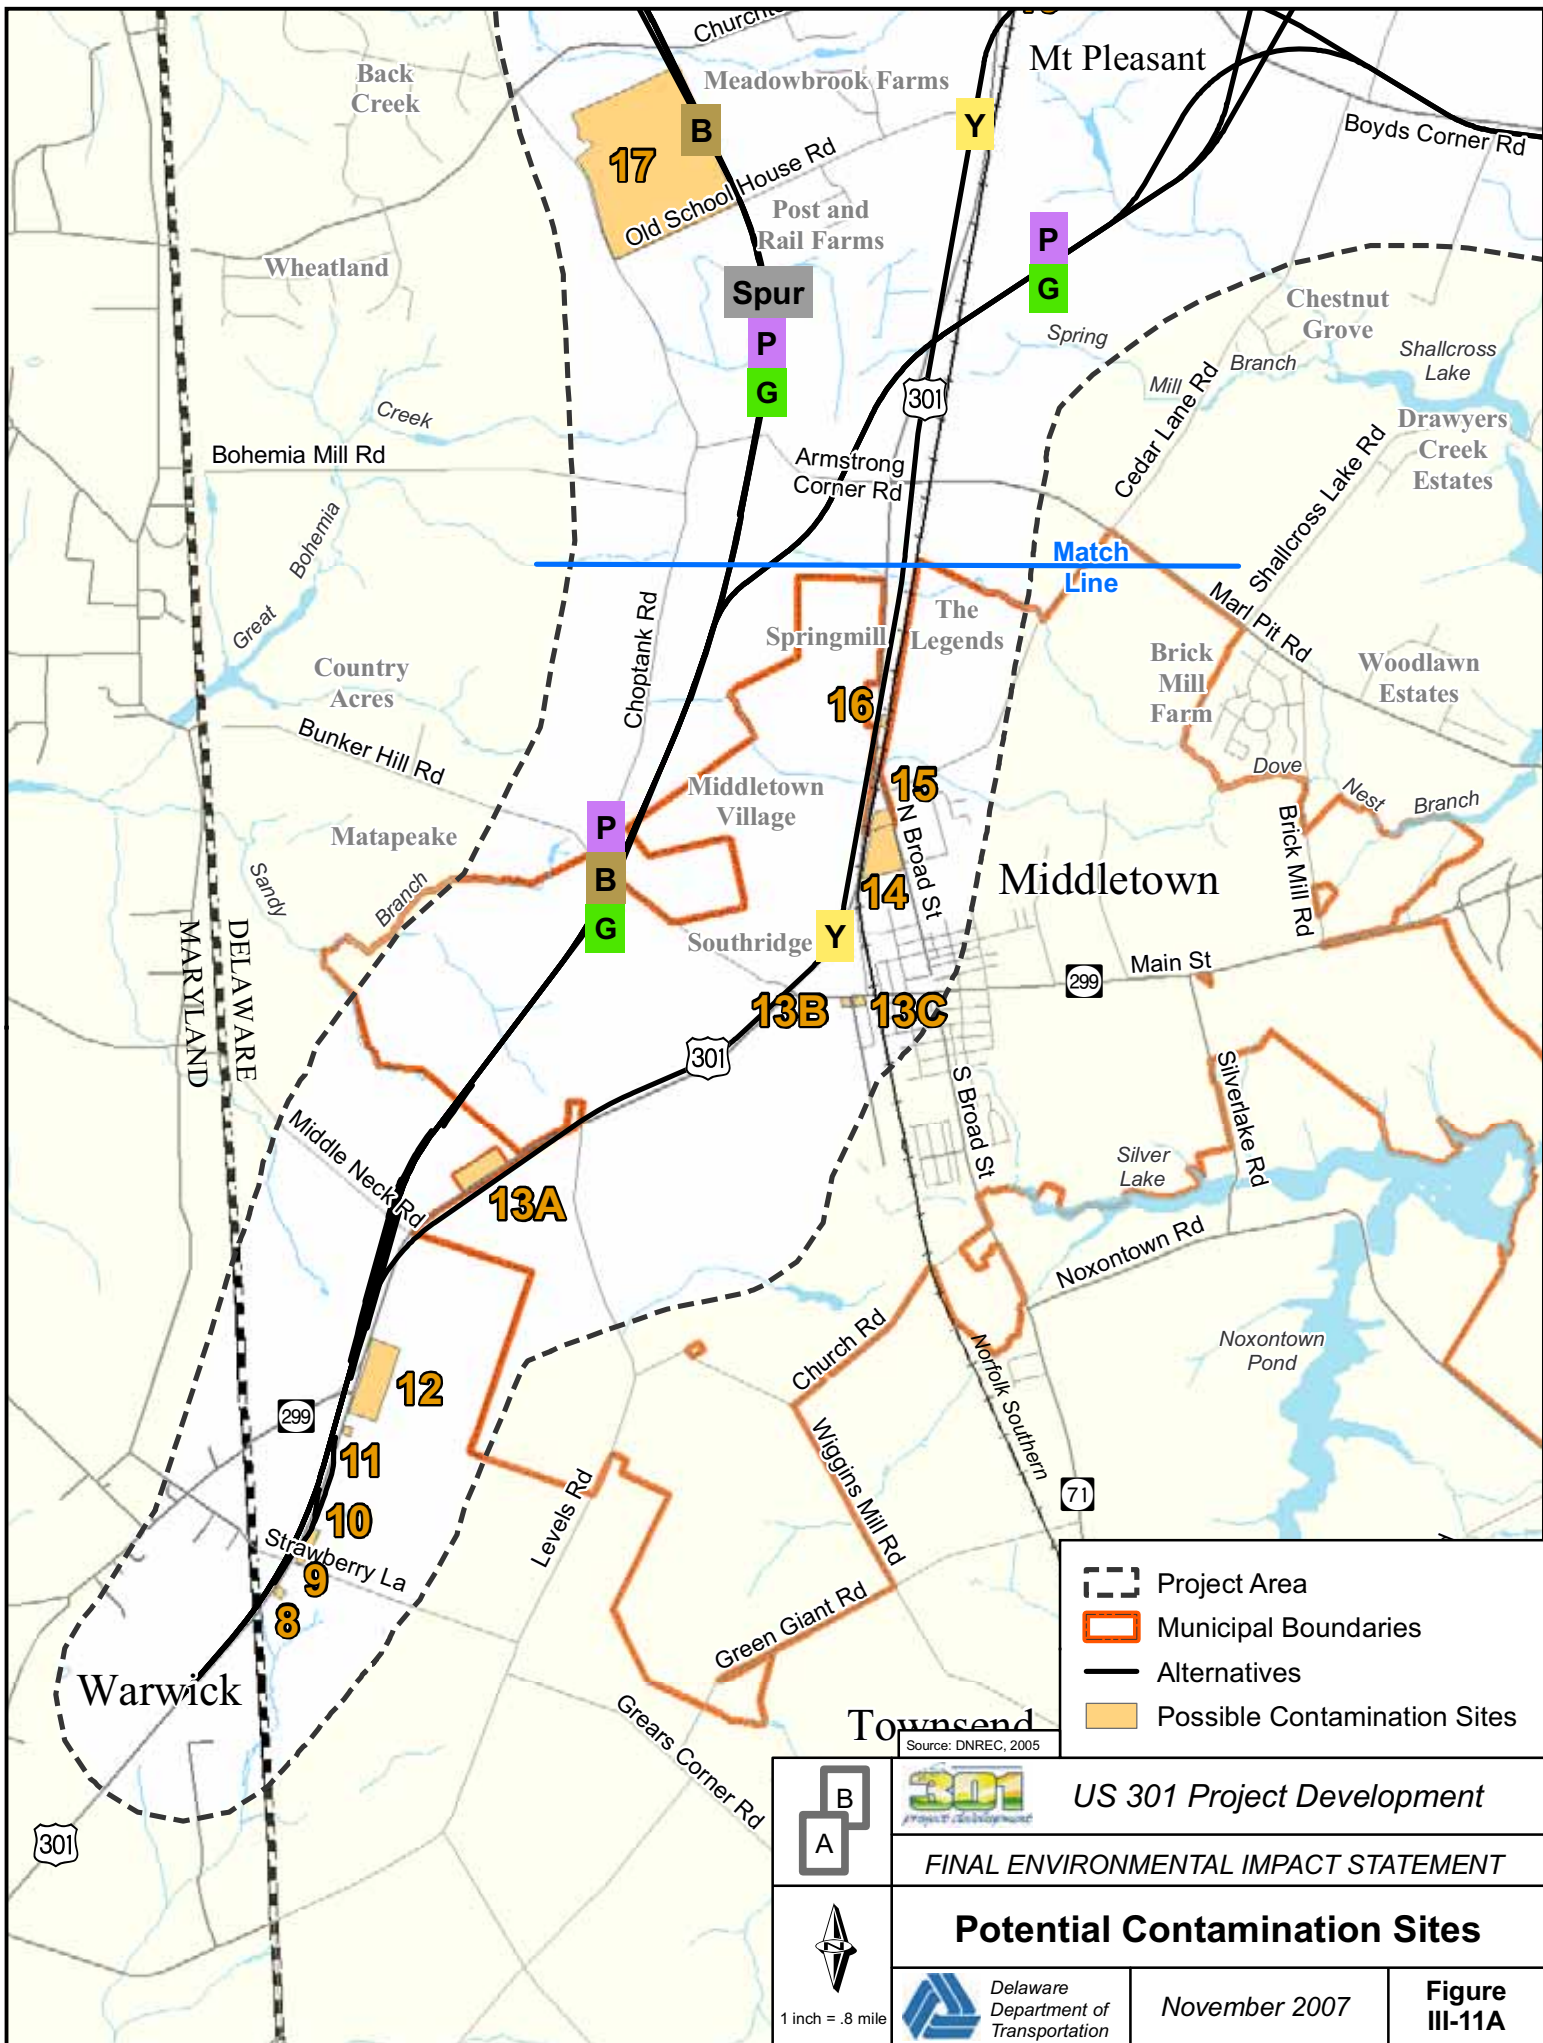 Mt Pleasant
Back
Creek
Meadowbrook Farms
B
Y
Boyds Corner Rd
17
Old School House Rd
Post and
Rail Farms
P
G
Wheatland
Spur
P
G
Chestnut
Grove
Spring
Mill
Branch
Shallcross
Lake
301
Creek
Drawyers
Creek
Estates
Bohemia Mill Rd
Armstrong
Corner Rd
Cedar Lane Rd
Shallcross Lake Rd
Great
Bohemia
Match
Line
Choptank Rd
The
Legends
Springmill
Marl Pit Rd
Brick
Mill
Farm
Woodlawn
Estates
Country
Acres
16
Bunker Hill Rd
15
Middletown
Village
Dove
Nest
Branch
Matapeake
P
B
G
N Broad St
Brick Mill Rd
14
Middletown
Sandy
Branch
MARYLAND
DELAWARE
Southridge
Y
Main St
299
13B
13C
301
S Broad St
Silverlake Rd
Middle Neck Rd
Silver
Lake
13A
Noxontown Rd
Church Rd
Noxontown
Pond
Norfolk Southern
12
299
11
Wiggins Mill Rd
71
10
Levels Rd
Strawberry La
9
8
Green Giant Rd
Warwick
Grears Corner Rd
Townsend
301
Project Area
Municipal Boundaries
Alternatives
Possible Contamination Sites
Source: DNREC, 2005
B
A
301
project development
US 301 Project Development
FINAL ENVIRONMENTAL IMPACT STATEMENT
N
1 inch = .8 mile
Potential Contamination Sites
Delaware
Department of
Transportation
November 2007
Figure
III-11A